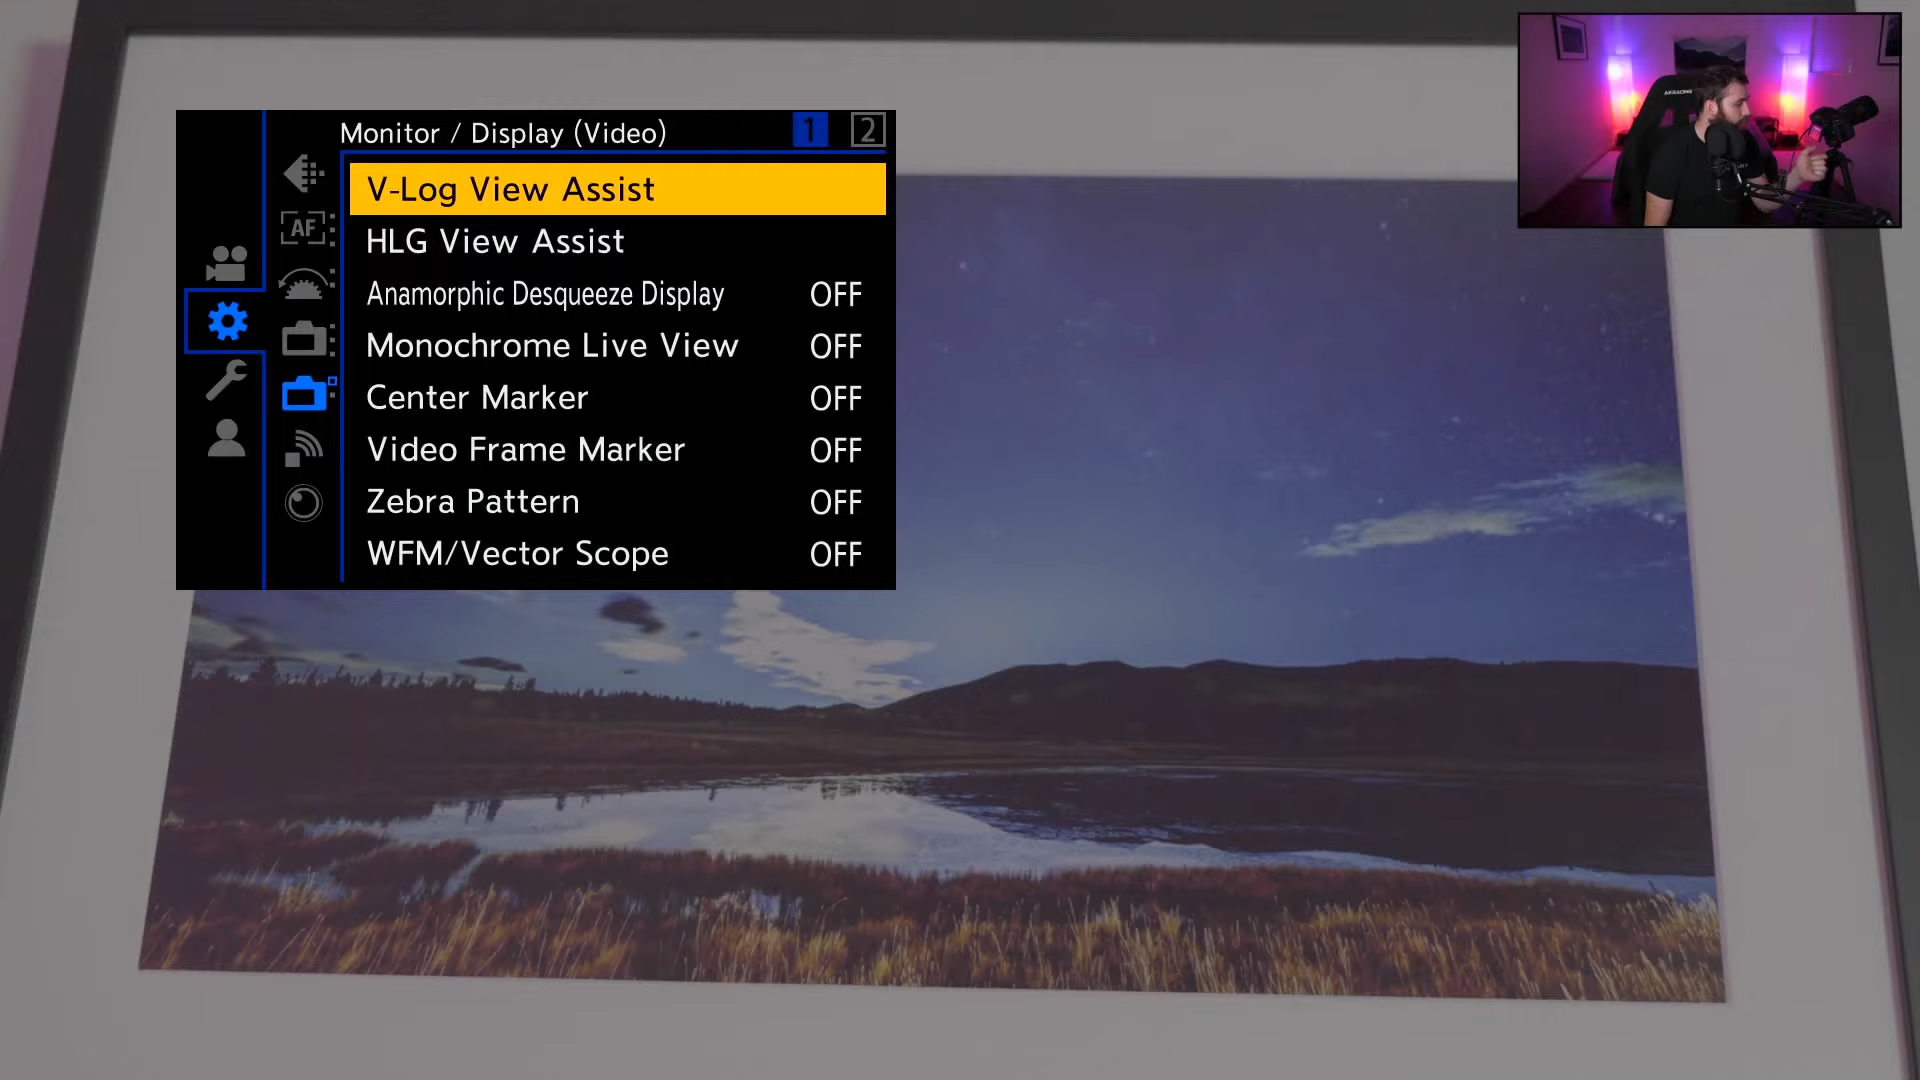 Monitor / Display (Video) 1 2
AF
V-Log View Assist
HLG View Assist
Anamorphic Desqueeze Display OFF
Monochrome Live View OFF
Center Marker OFF
Video Frame Marker OFF
Zebra Pattern OFF
WFM/Vector Scope OFF
AKRACING